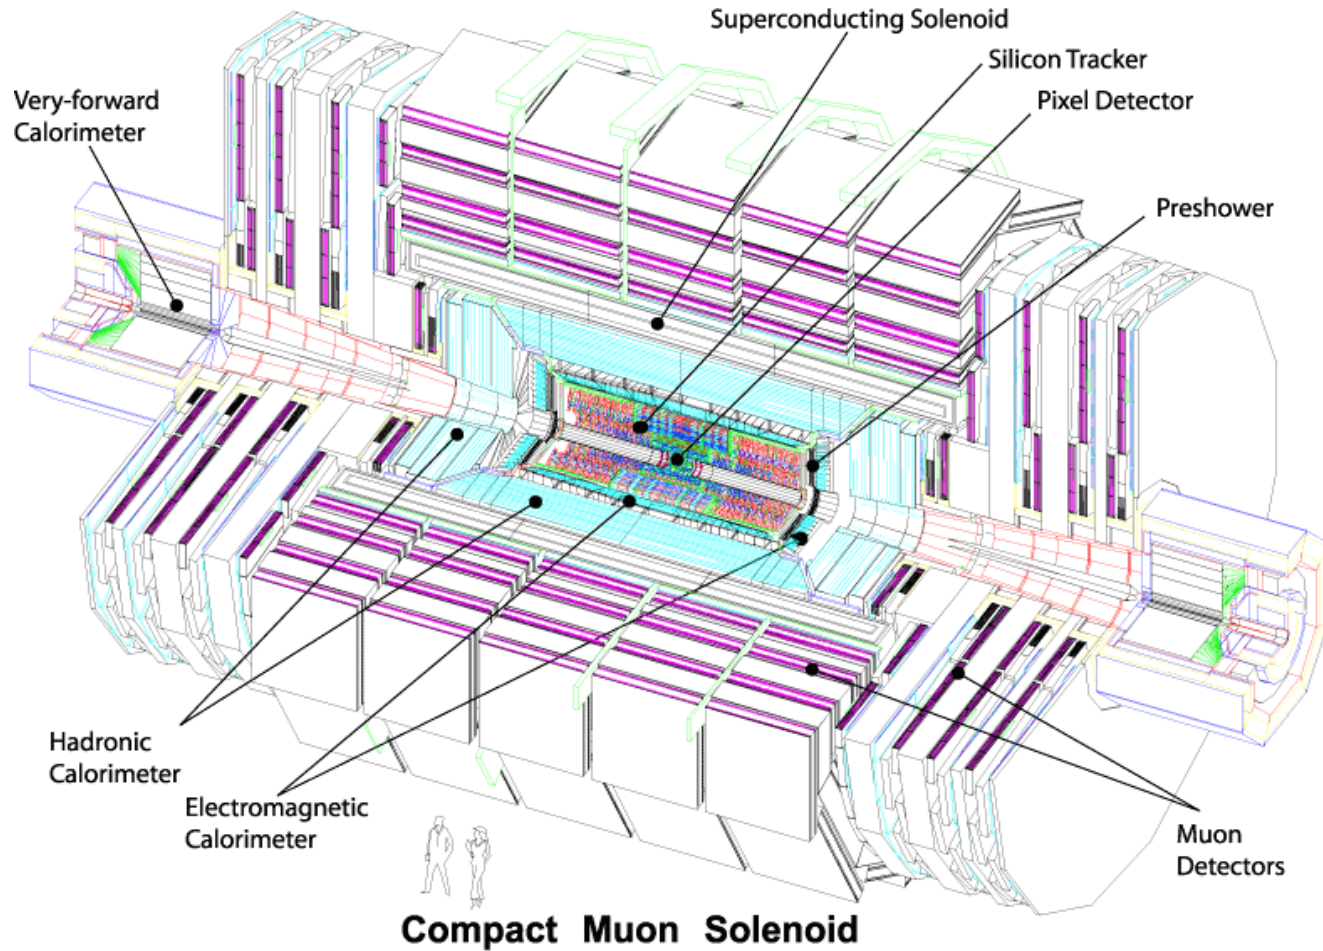 Superconducting Solenoid
Silicon Tracker
Pixel Detector
Very-forward
Calorimeter
Preshower
Hadronic
Calorimeter
Electromagnetic
Calorimeter
Muon
Detectors
Compact Muon Solenoid